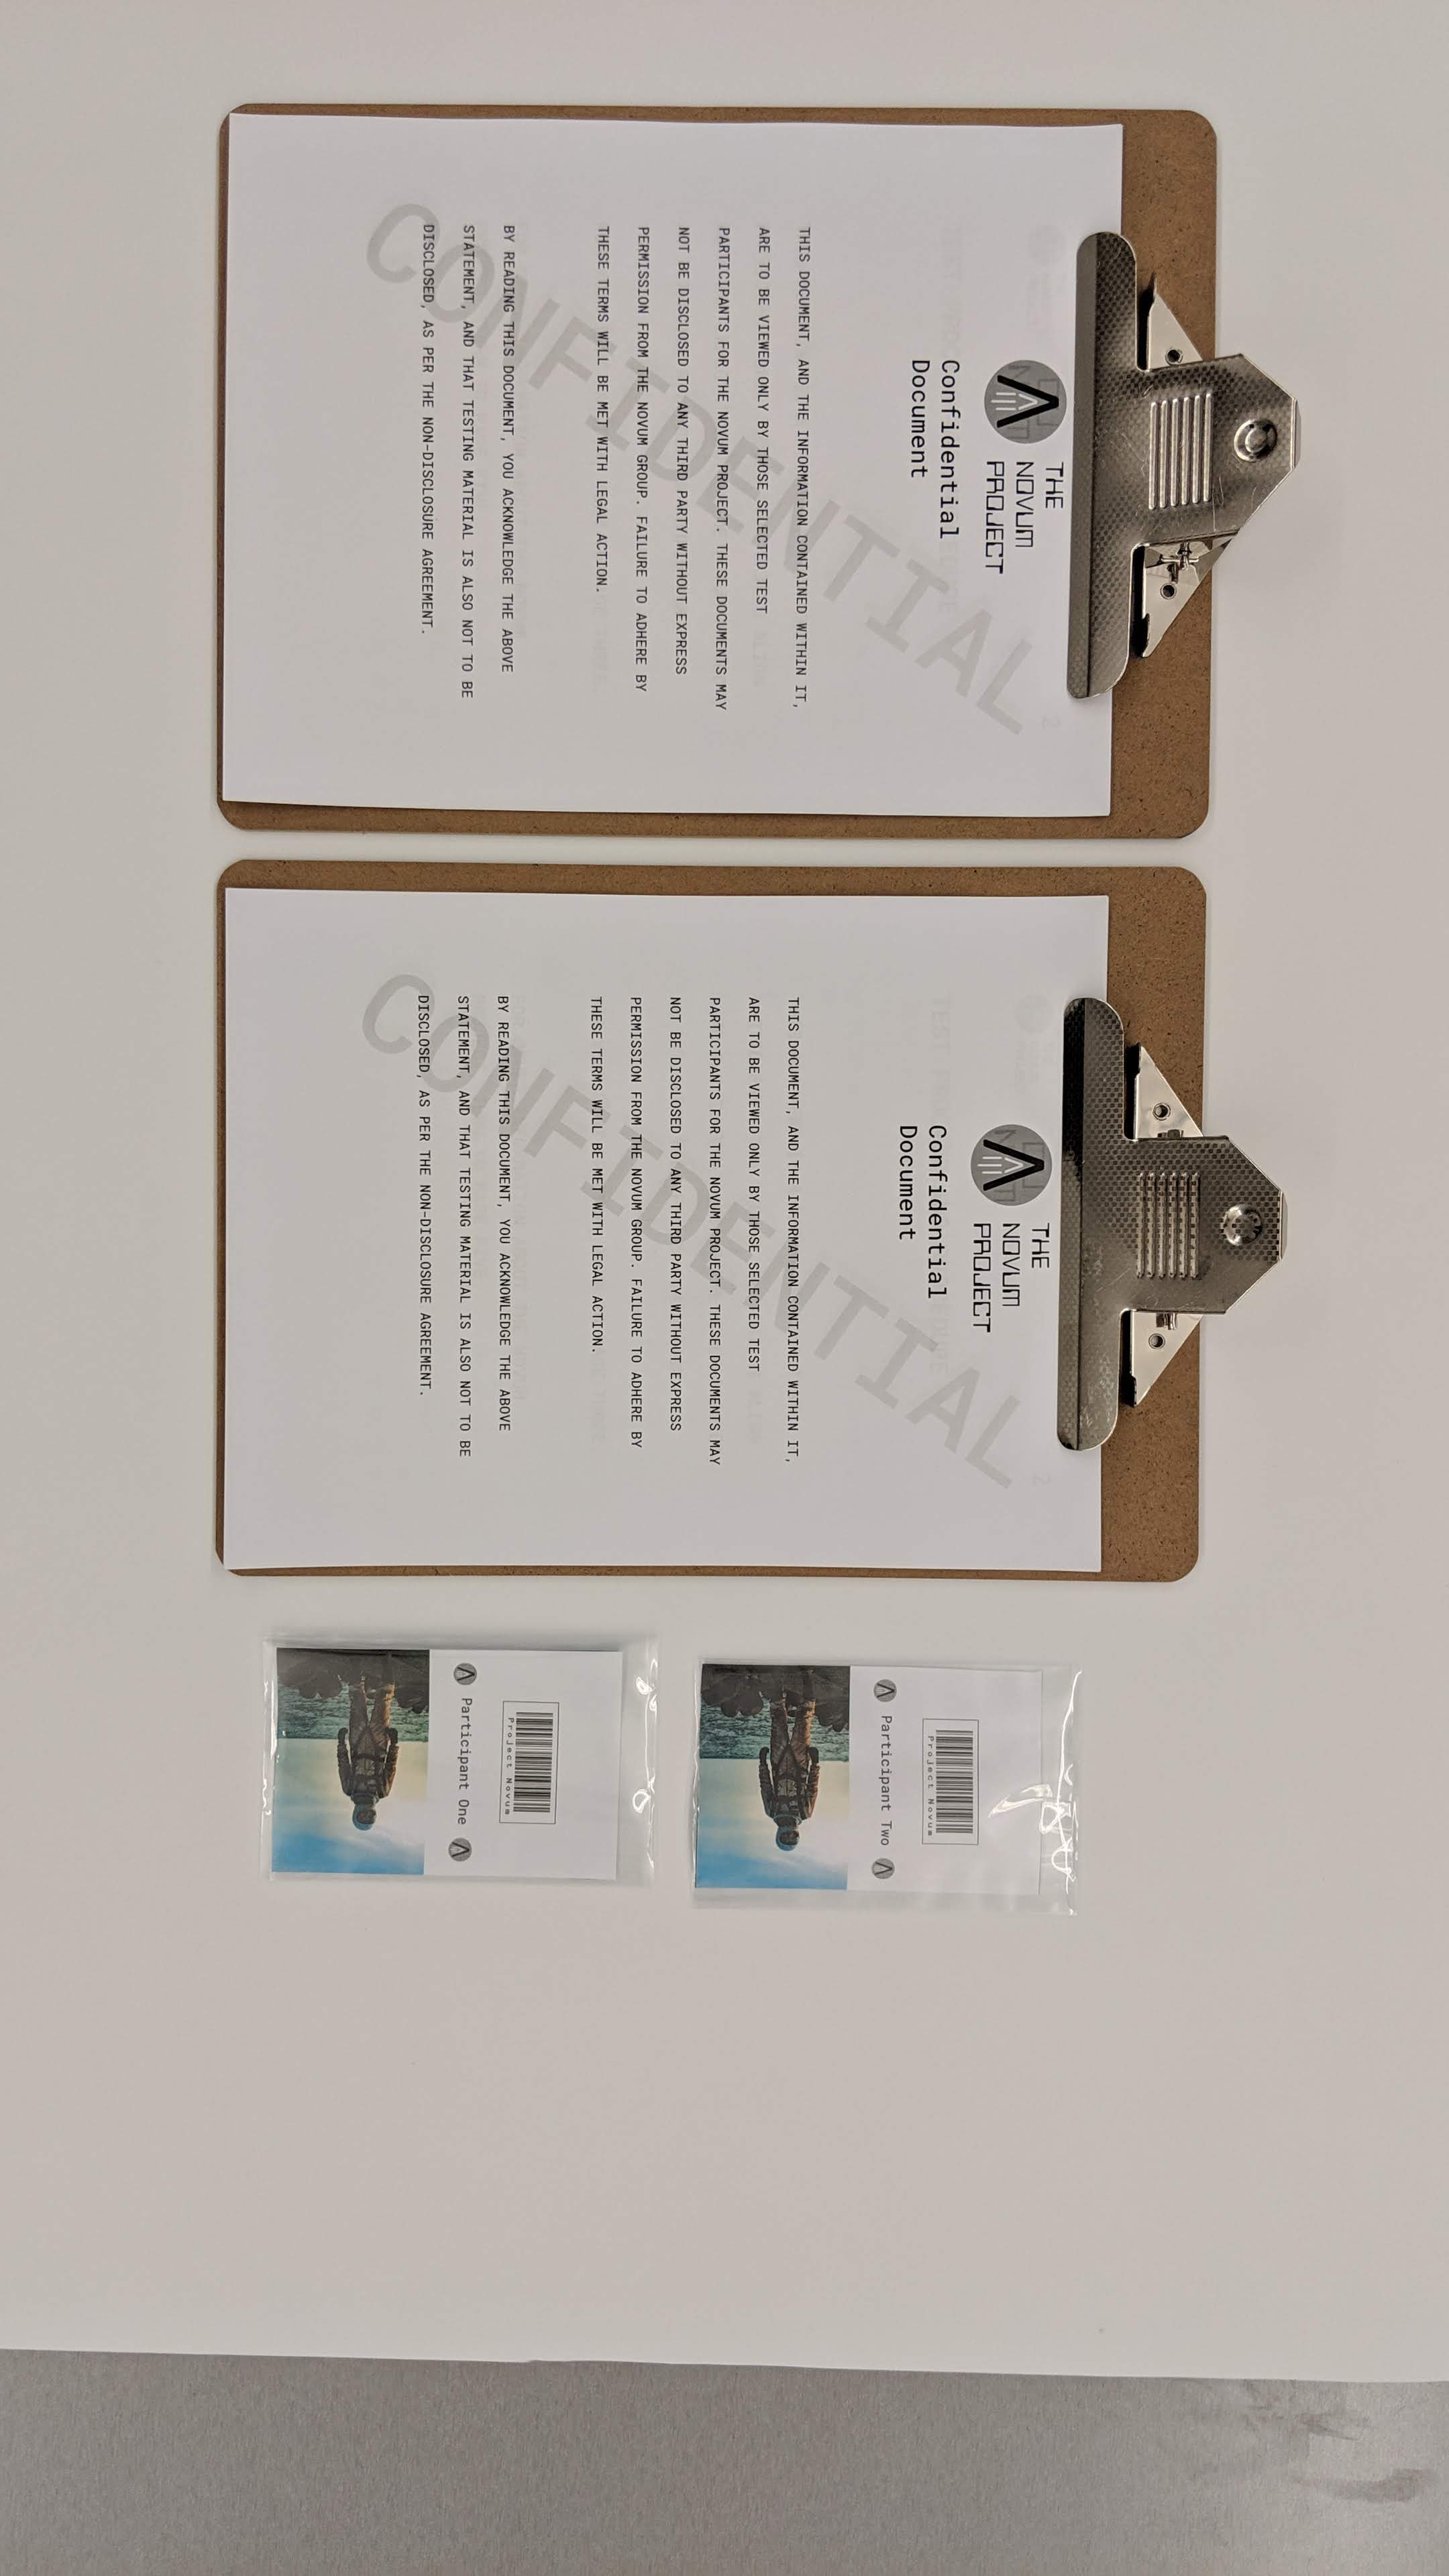 THE
NOVUM
PROJECT
Confidential
Document
THIS DOCUMENT, AND THE INFORMATION CONTAINED WITHIN IT,
ARE TO BE VIEWED ONLY BY THOSE SELECTED TEST
PARTICIPANTS FOR THE NOVUM PROJECT. THESE DOCUMENTS MAY
NOT BE DISCLOSED TO ANY THIRD PARTY WITHOUT EXPRESS
PERMISSION FROM THE NOVUM GROUP. FAILURE TO ADHERE BY
THESE TERMS WILL BE MET WITH LEGAL ACTION.
BY READING THIS DOCUMENT, YOU ACKNOWLEDGE THE ABOVE
STATEMENT, AND THAT TESTING MATERIAL IS ALSO NOT TO BE
DISCLOSED, AS PER THE NON-DISCLOSURE AGREEMENT.
CONFIDENTIAL
THE
NOVUM
PROJECT
Confidential
Document
THIS DOCUMENT, AND THE INFORMATION CONTAINED WITHIN IT,
ARE TO BE VIEWED ONLY BY THOSE SELECTED TEST
PARTICIPANTS FOR THE NOVUM PROJECT. THESE DOCUMENTS MAY
NOT BE DISCLOSED TO ANY THIRD PARTY WITHOUT EXPRESS
PERMISSION FROM THE NOVUM GROUP. FAILURE TO ADHERE BY
THESE TERMS WILL BE MET WITH LEGAL ACTION.
BY READING THIS DOCUMENT, YOU ACKNOWLEDGE THE ABOVE
STATEMENT, AND THAT TESTING MATERIAL IS ALSO NOT TO BE
DISCLOSED, AS PER THE NON-DISCLOSURE AGREEMENT.
CONFIDENTIAL
Project Novum
Participant Two
Project Novum
Participant One